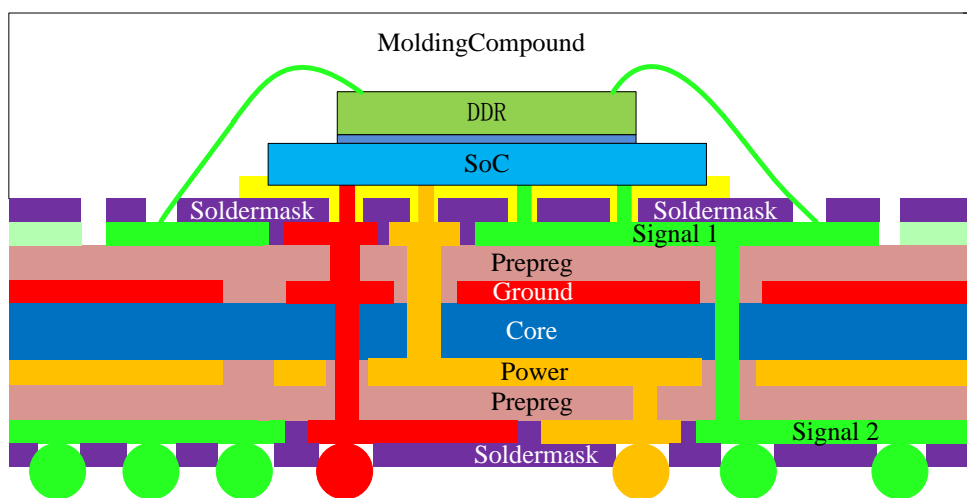 MoldingCompound
DDR
SoC
Soldermask
Soldermask
Signal 1
Prepreg
Ground
Core
Power
Prepreg
Signal 2
Soldermask